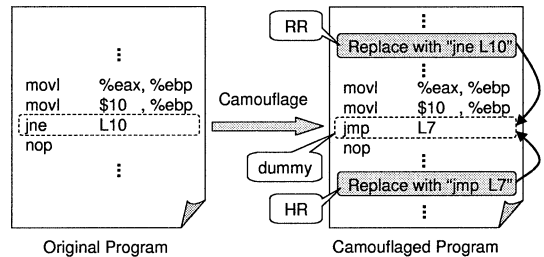 movl %eax, %ebp
movl $10 , %ebp
jne L10
nop
Original Program
Camouflage
RR
Replace with "jne L10"
movl %eax, %ebp
movl $10 , %ebp
jmp L7
nop
dummy
Replace with "jmp L7"
HR
Camouflaged Program